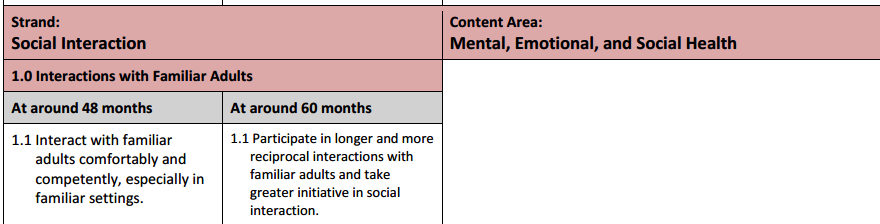 Strand:
Social Interaction
Content Area:
Mental, Emotional, and Social Health
1.0 Interactions with Familiar Adults
At around 48 months
At around 60 months
1.1 Interact with familiar
adults comfortably and
competently, especially in
familiar settings.
1.1 Participate in longer and more
reciprocal interactions with
familiar adults and take
greater initiative in social
interaction.